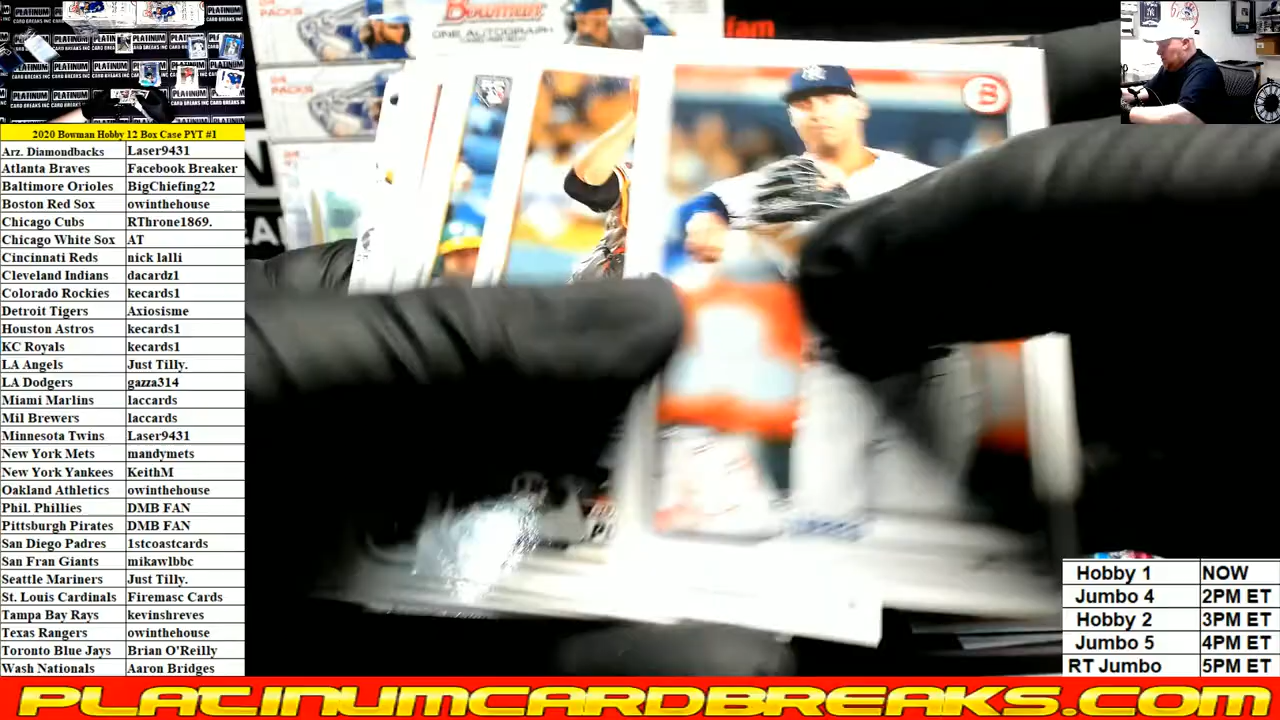 2020 Bowman Hobby 12 Box Case PYT #1
Arz. Diamondbacks Laser9431
Atlanta Braves Facebook Breaker
Baltimore Orioles BigChiefing22
Boston Red Sox owinthehouse
Chicago Cubs RThrone1869.
Chicago White Sox AT
Cincinnati Reds nick lalli
Cleveland Indians dacardz1
Colorado Rockies kecards1
Detroit Tigers Axiosisme
Houston Astros kecards1
KC Royals kecards1
LA Angels Just Tilly.
LA Dodgers gazza314
Miami Marlins laccards
Mil Brewers laccards
Minnesota Twins Laser9431
New York Mets mandymets
New York Yankees KeithM
Oakland Athletics owinthehouse
Phil. Phillies DMB FAN
Pittsburgh Pirates DMB FAN
San Diego Padres 1stcoastcards
San Fran Giants mikawlbbc
Seattle Mariners Just Tilly.
St. Louis Cardinals Firemasc Cards
Tampa Bay Rays kevinshreves
Texas Rangers owinthehouse
Toronto Blue Jays Brian O'Reilly
Wash Nationals Aaron Bridges
PACKS
Bowman
ONE AUTOGRAPH
fam
PACKS
B
Hobby 1 NOW
Jumbo 4 2PM ET
Hobby 2 3PM ET
Jumbo 5 4PM ET
RT Jumbo 5PM ET
PLATINUMCARDBREAKS.COM